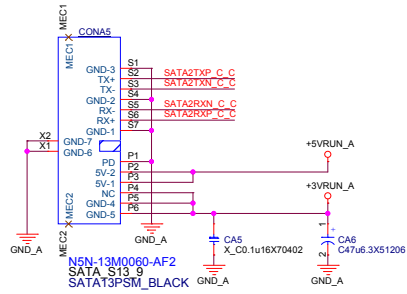 MEC1
CONA5
MEC1
GND-3 S1
TX+ S2 SATA2TXP_C_C
TX- S3 SATA2TXN_C_C
GND-2 S4
RX- S5 SATA2RXN_C_C
RX+ S6 SATA2RXP_C_C
GND-1 S7
X2 GND-7
X1 GND-6
PD P1
5V-2 P2
5V-1 P3
NC P4
GND-4 P5
GND-5 P6
+5VRUN_A
+3VRUN_A
MEC2
MEC2
GND_A
GND_A
CA5
X_C0.1u16X70402
GND_A
1
+
CA6
2
C47u6.3X51206
GND_A
N5N-13M0060-AF2
SATA_S13_9
SATAT3PSM_BLACK